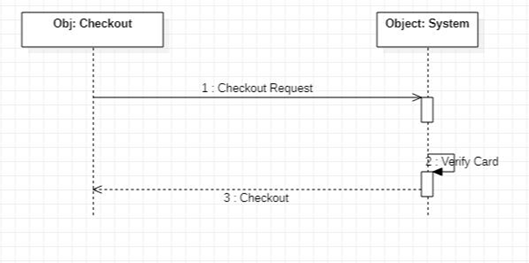 Obj: Checkout
Object: System
1 : Checkout Request
2 : Verify Card
3 : Checkout